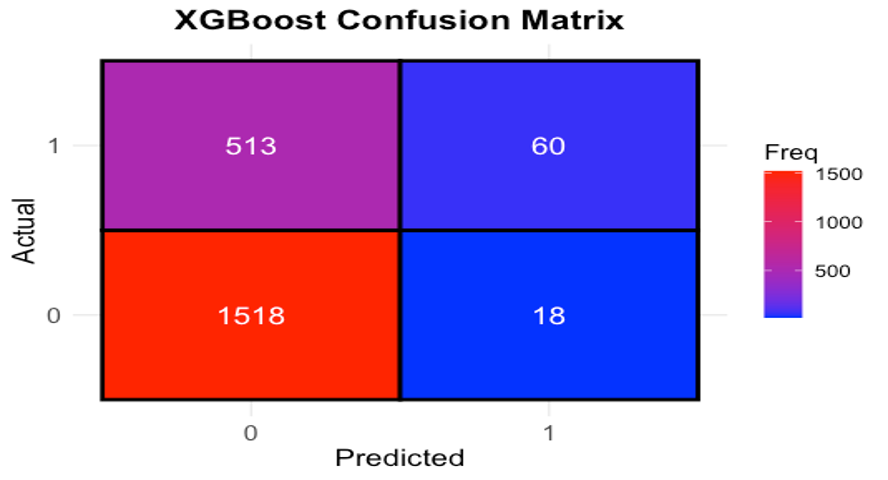 XGBoost Confusion Matrix
1
513
60
0
1518
18
Actual
0
1
Predicted
Freq
1500
1000
500